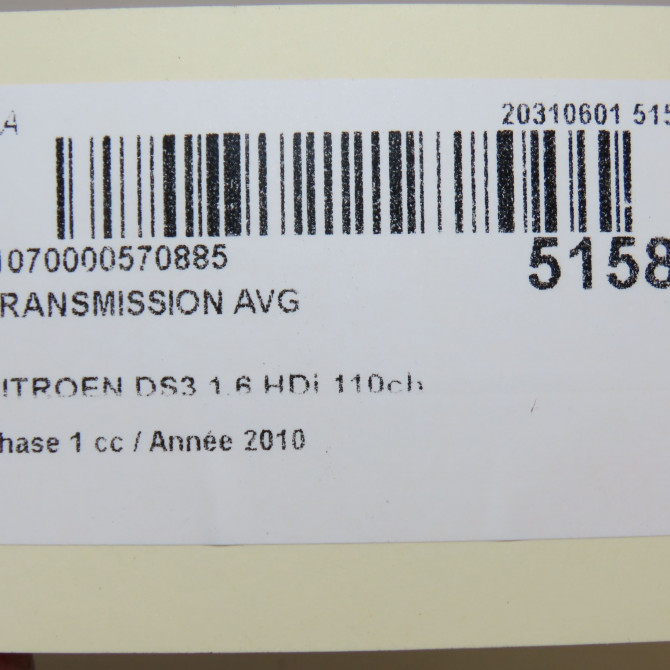 A 20310601 515
1070000570885 5158
RANSMISSION AVG
ITROEN DS3 1.6 HDi 110ch
hase 1 cc / Année 2010